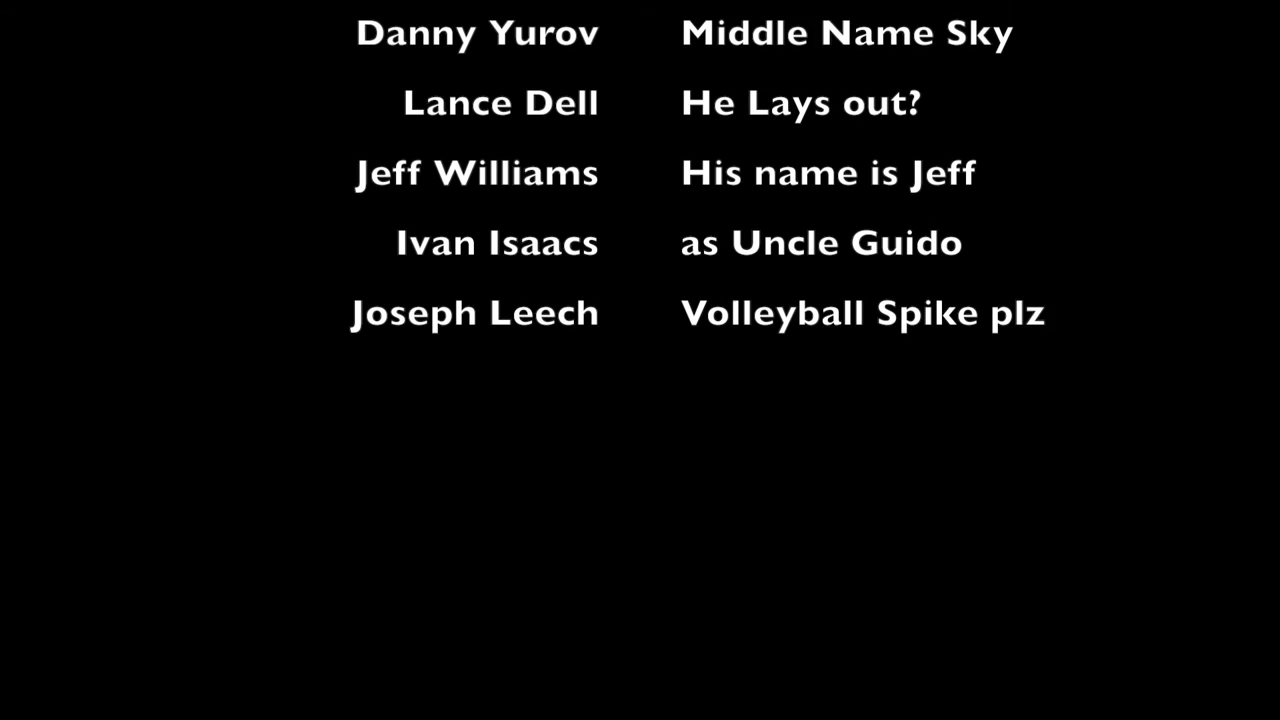 Danny Yurov Middle Name Sky
Lance Dell He Lays out?
Jeff Williams His name is Jeff
Ivan Isaacs as Uncle Guido
Joseph Leech Volleyball Spike plz